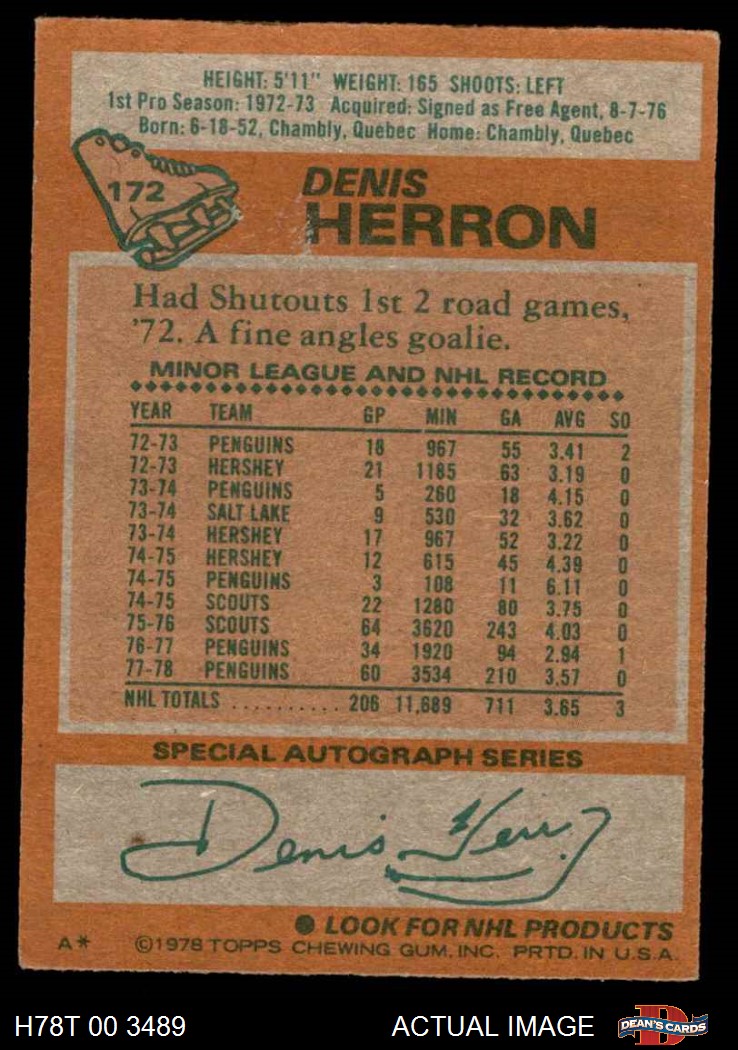 HEIGHT: 5'11" WEIGHT: 165 SHOOTS: LEFT
1st Pro Season: 1972-73 Acquired: Signed as Free Agent, 8-7-76
Born: 6-18-52, Chambly, Quebec Home: Chambly, Quebec
172
DENIS
HERRON
Had Shutouts 1st 2 road games,
'72. A fine angles goalie.
MINOR LEAGUE AND NHL RECORD
YEAR TEAM GP MIN GA AVG SO
72-73 PENGUINS 18 967 55 3.41 2
72-73 HERSHEY 21 1185 63 3.19 0
73-74 PENGUINS 5 260 18 4.15 0
73-74 SALT LAKE 9 530 32 3.62 0
73-74 HERSHEY 17 967 52 3.22 0
74-75 HERSHEY 12 615 45 4.39 0
74-75 PENGUINS 3 108 11 6.11 0
74-75 SCOUTS 22 1280 80 3.75 0
75-76 SCOUTS 64 3620 243 4.03 0
76-77 PENGUINS 34 1920 94 2.94 1
77-78 PENGUINS 60 3534 210 3.57 0
NHL TOTALS .......... 206 11,689 711 3.65 3
SPECIAL AUTOGRAPH SERIES
Denis Herron
● LOOK FOR NHL PRODUCTS
A* ©1978 TOPPS CHEWING GUM, INC. PRTD. IN U.S.A.
H78T 00 3489 ACTUAL IMAGE D DEAN'S CARDS